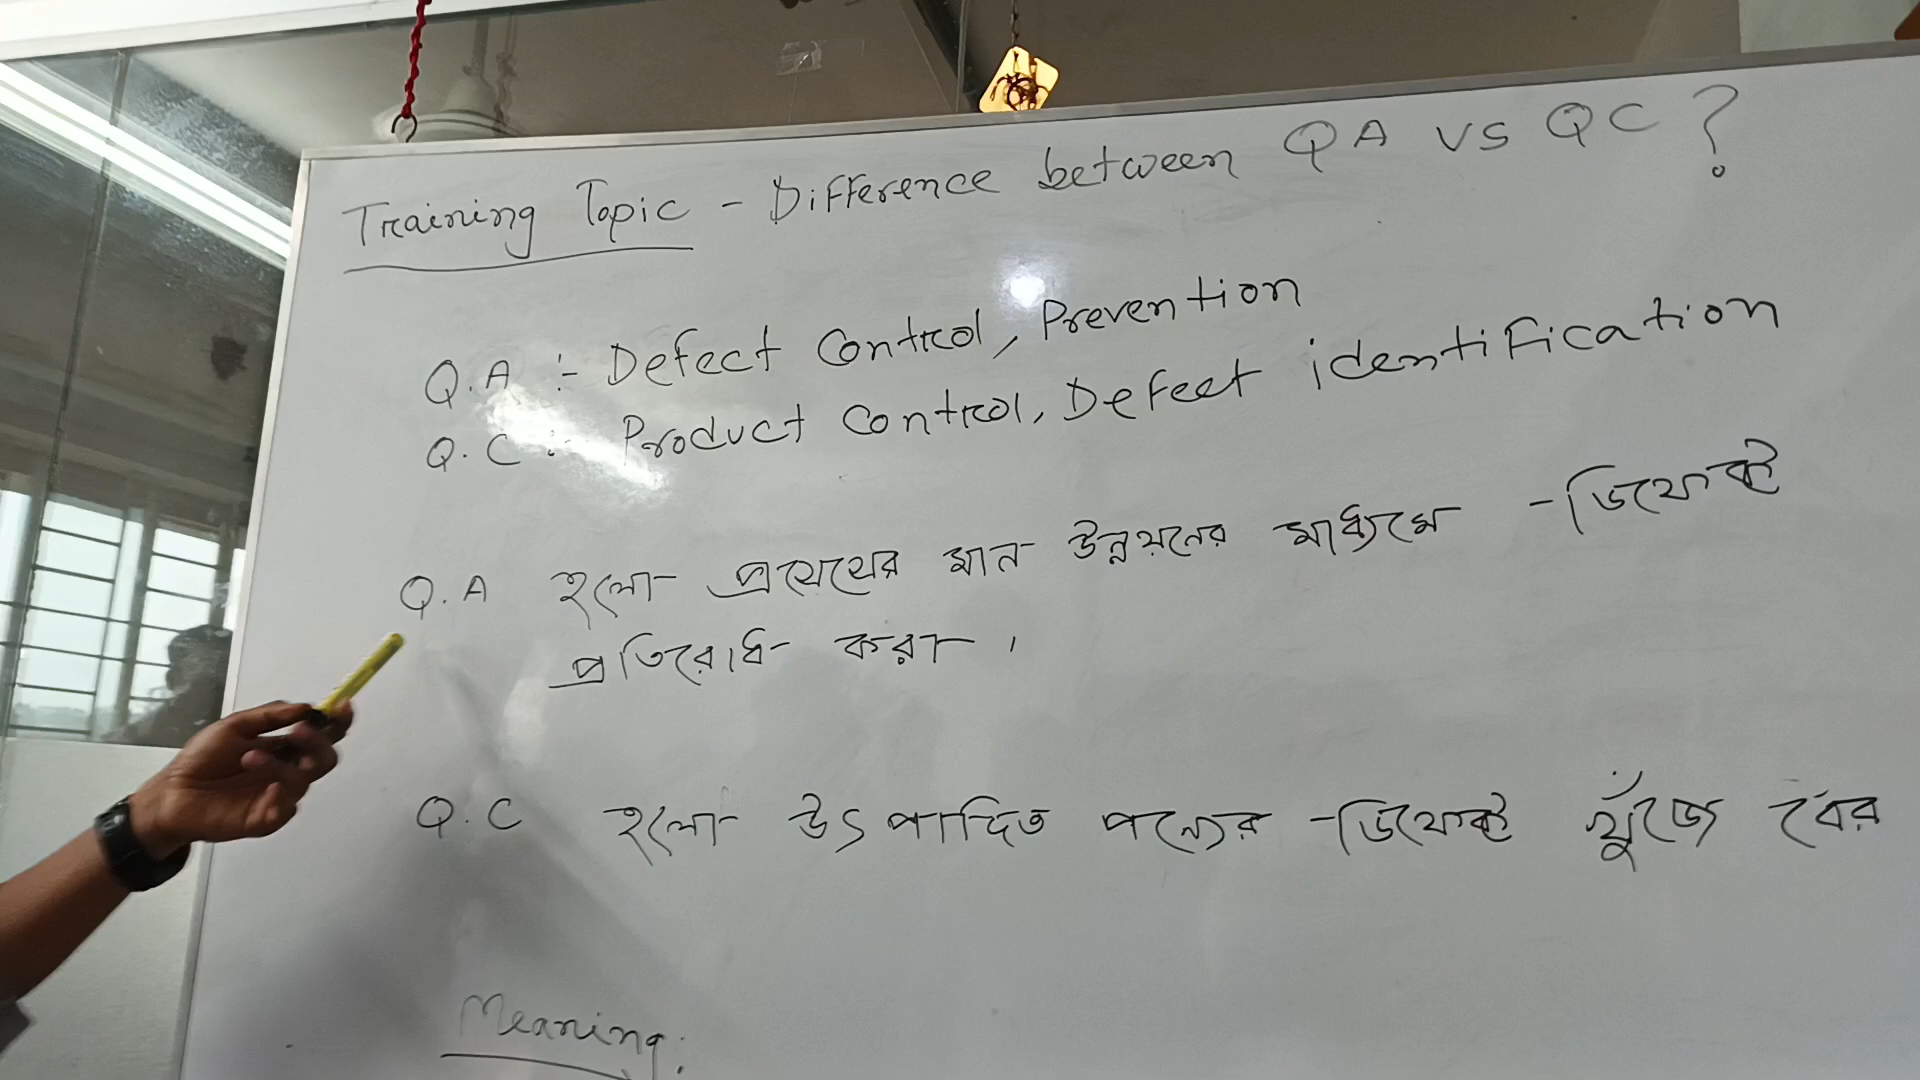 Training Topic - Difference between QA VS QC ?
Q.A :- Defect Control, Prevention
Q.C :- Product Control, Defect identification
Q.A হলো প্রসেসের মান উন্নয়নের মাধ্যমে - ডিফেক্ট
প্রতিরোধ করা ।
Q.C হলো উৎপাদিত পন্যের - ডিফেক্ট খুঁজে বের
Meaning: